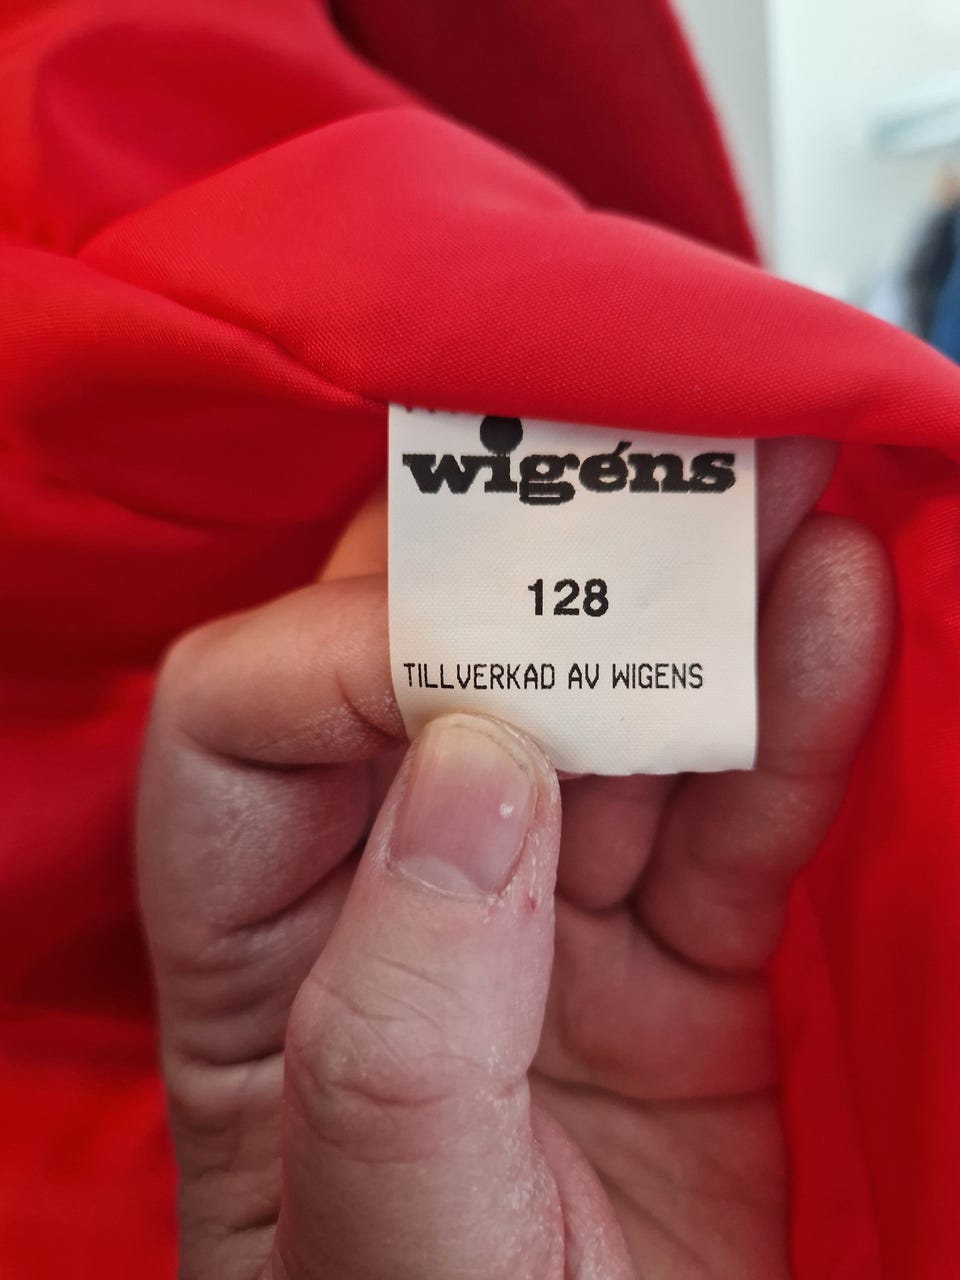 wigéns
128
TILLVERKAD AV WIGENS